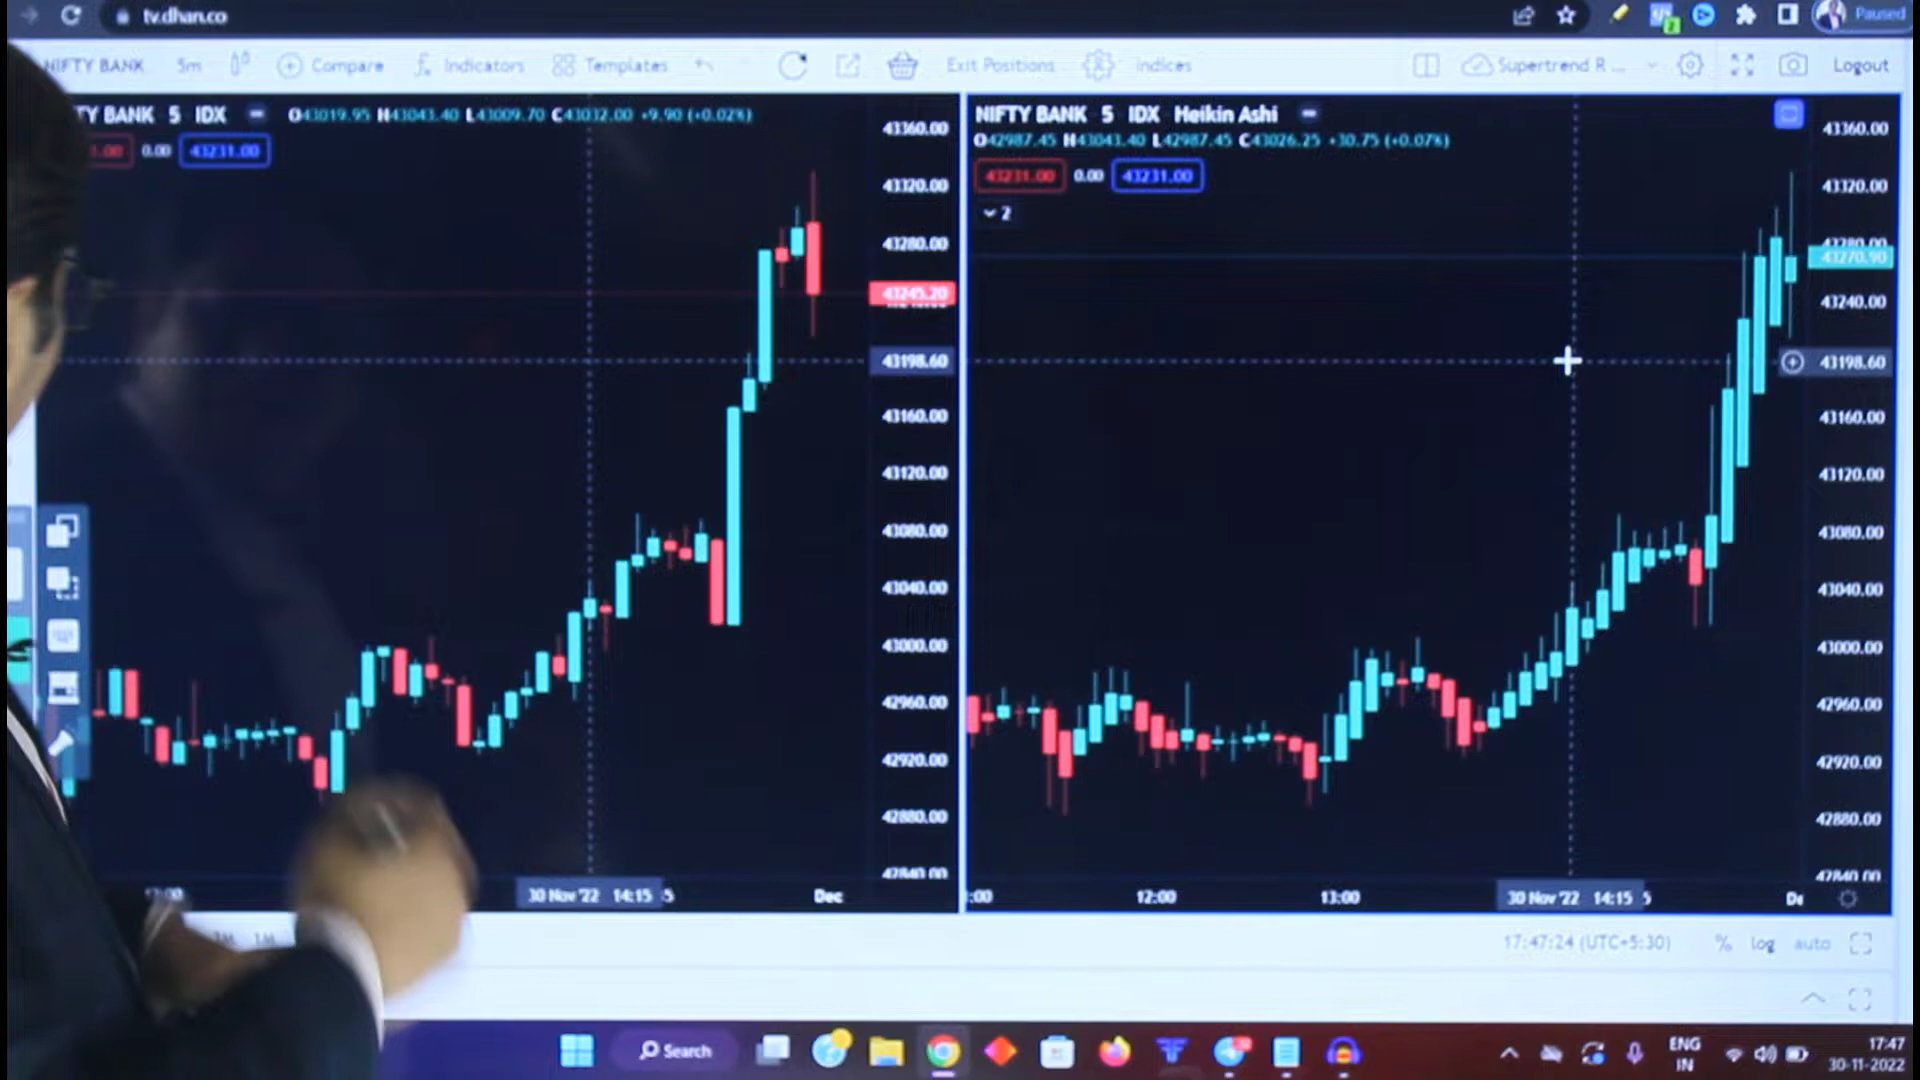 tv.dhan.co
Paused
NIFTY BANK 5m Compare Indicators Templates Exit Positions Indices Supertrend R ... Logout
TY BANK 5 IDX O43019.95 H43043.40 L43009.70 C43032.00 +9.90 (+0.02%)
0.00 43231.00
43360.00
43320.00
43280.00
43245.20
43198.60
43160.00
43120.00
43080.00
43040.00
43000.00
42960.00
42920.00
42880.00
42840.00
30 Nov '22 14:15 Dec
NIFTY BANK 5 IDX Heikin Ashi
O42987.45 H43043.40 L42987.45 C43026.25 +30.75 (+0.07%)
43231.00 0.00 43231.00
2
43360.00
43320.00
43280.00
43270.90
43240.00
43198.60
43160.00
43120.00
43080.00
43040.00
43000.00
42960.00
42920.00
42880.00
42840.00
:00 12:00 13:00 30 Nov '22 14:15
1M
17:47:24 (UTC+5:30) % log auto
Search
ENG
IN
17:47
30-11-2022